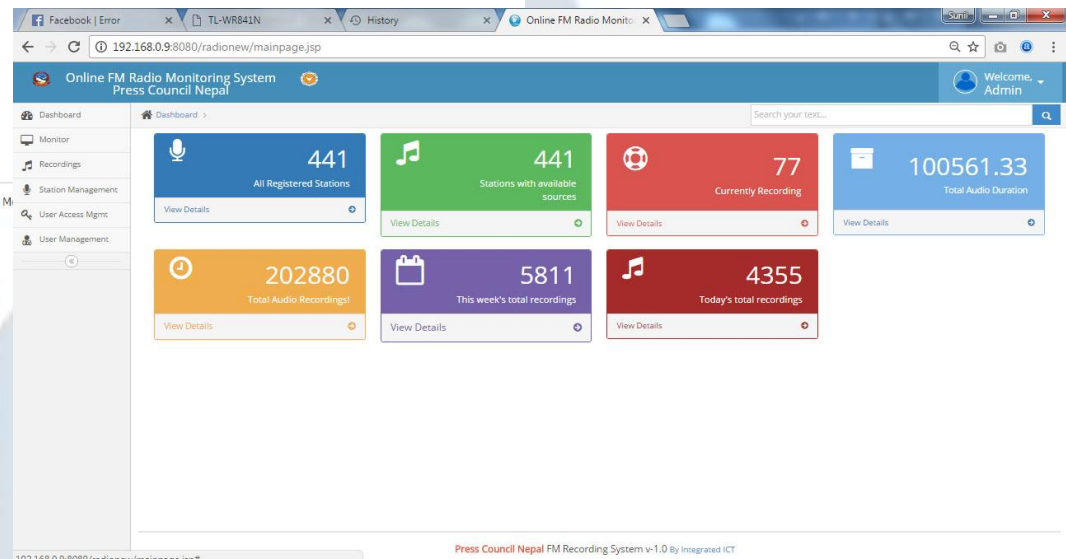 Facebook | Error
TL-WR841N
History
Online FM Radio Monito
Sunil
192.168.0.9:8080/radionew/mainpage.jsp
Online FM Radio Monitoring System
Press Council Nepal
Welcome,
Admin
Dashboard
Dashboard >
Search your text...
Monitor
Recordings
Station Management
User Access Mgmt
User Management
441
All Registered Stations
View Details
441
Stations with available
sources
View Details
77
Currently Recording
View Details
100561.33
Total Audio Duration
View Details
202880
Total Audio Recordings!
View Details
5811
This week's total recordings
View Details
4355
Today's total recordings
View Details
Press Council Nepal FM Recording System v-1.0 By Integrated ICT
192.168.0.9:8080/radionew/mainpage.jsp#